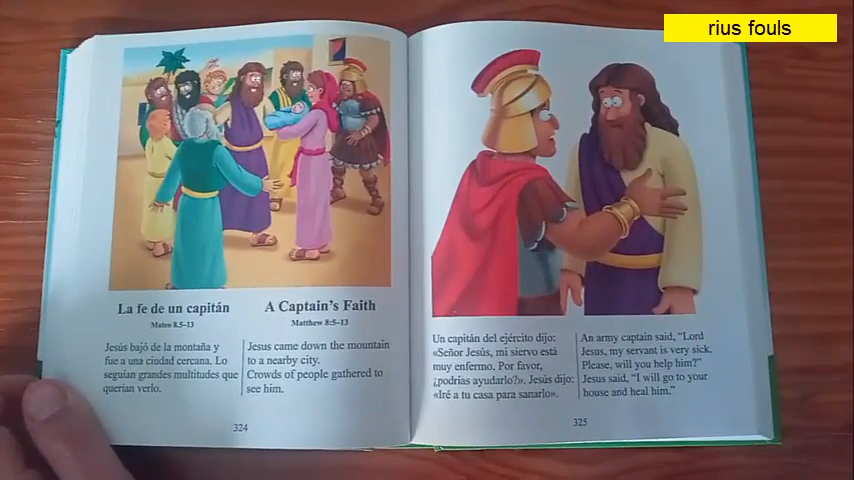 rius fouls
La fe de un capitán
Mateo 8.5–13
Jesús bajó de la montaña y
fue a una ciudad cercana. Lo
seguían grandes multitudes que
querían verlo.
A Captain's Faith
Matthew 8:5–13
Jesus came down the mountain
to a nearby city.
Crowds of people gathered to
see him.
324
Un capitán del ejército dijo:
«Señor Jesús, mi siervo está
muy enfermo. Por favor,
¿podrías ayudarlo?». Jesús dijo:
«Iré a tu casa para sanarlo».
An army captain said, “Lord
Jesus, my servant is very sick.
Please, will you help him?”
Jesus said, “I will go to your
house and heal him.”
325